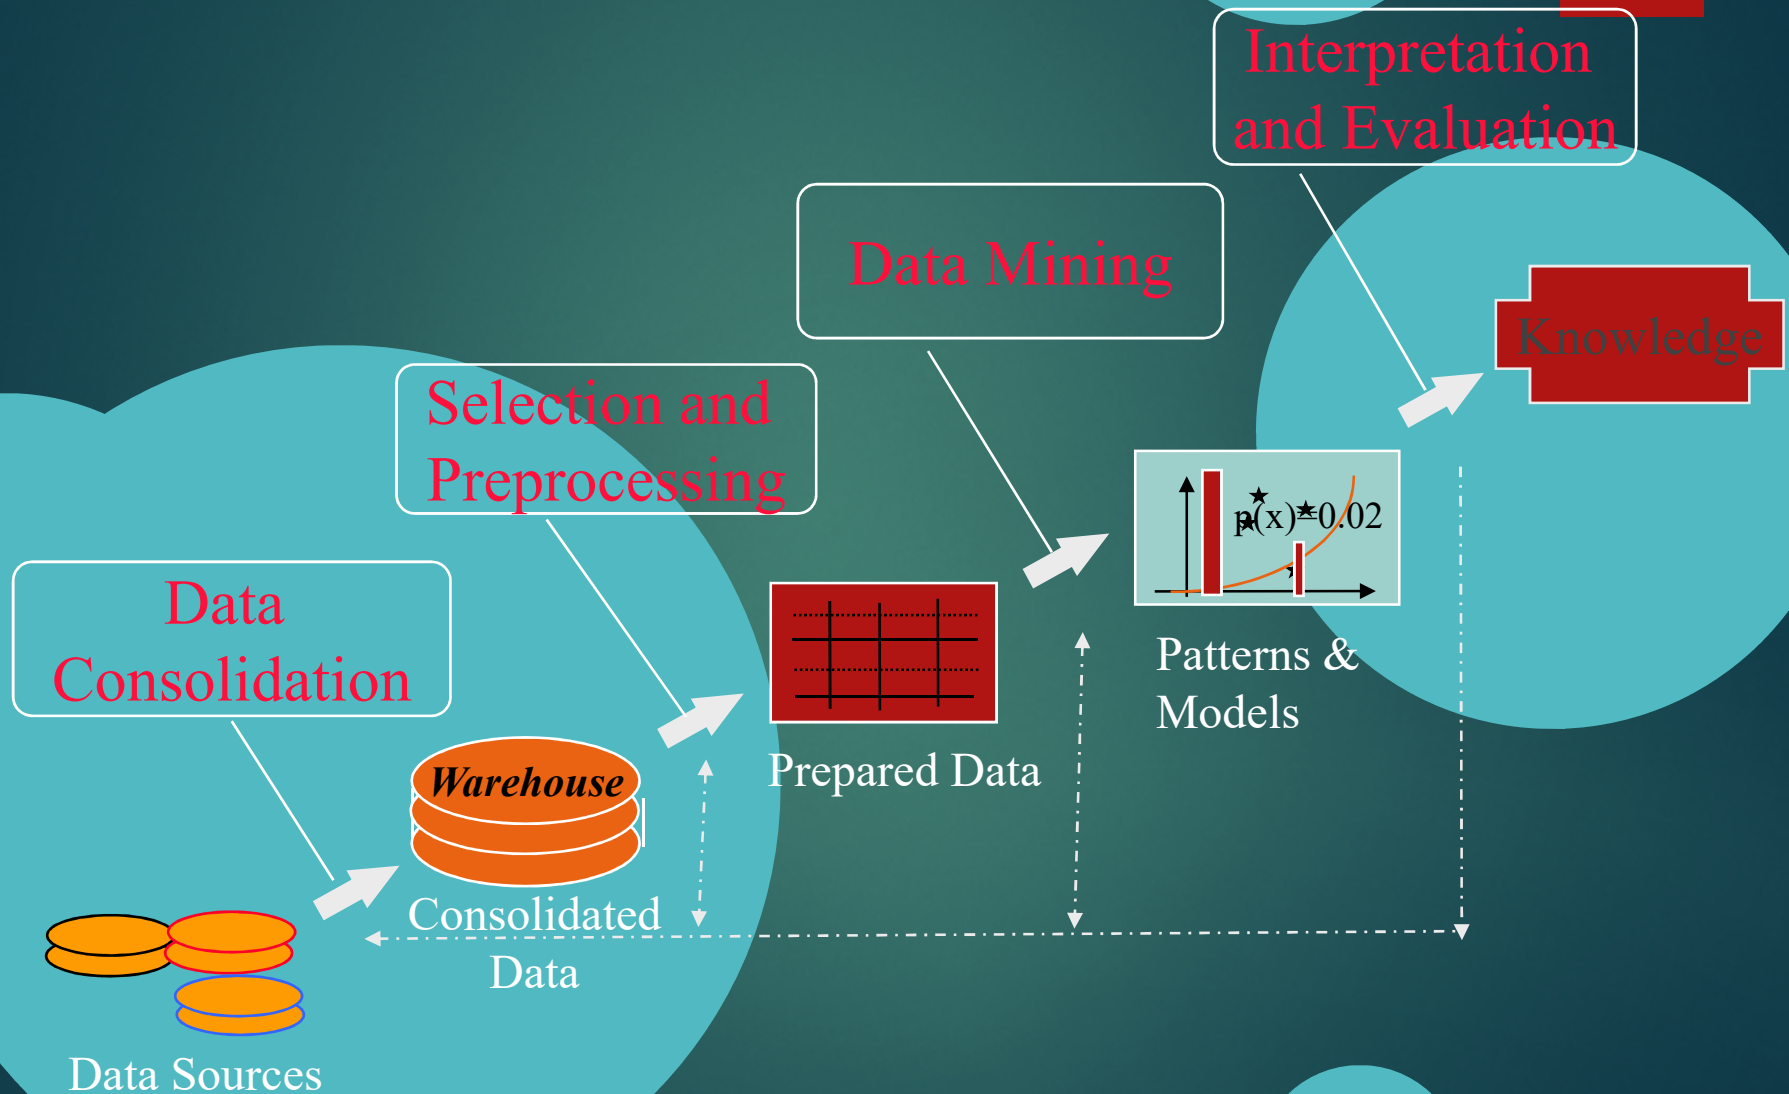 Interpretation
and Evaluation
Data Mining
Knowledge
Selection and
Preprocessing
p(x)=0.02
Data
Consolidation
Patterns &
Models
Warehouse
Prepared Data
Consolidated
Data
Data Sources